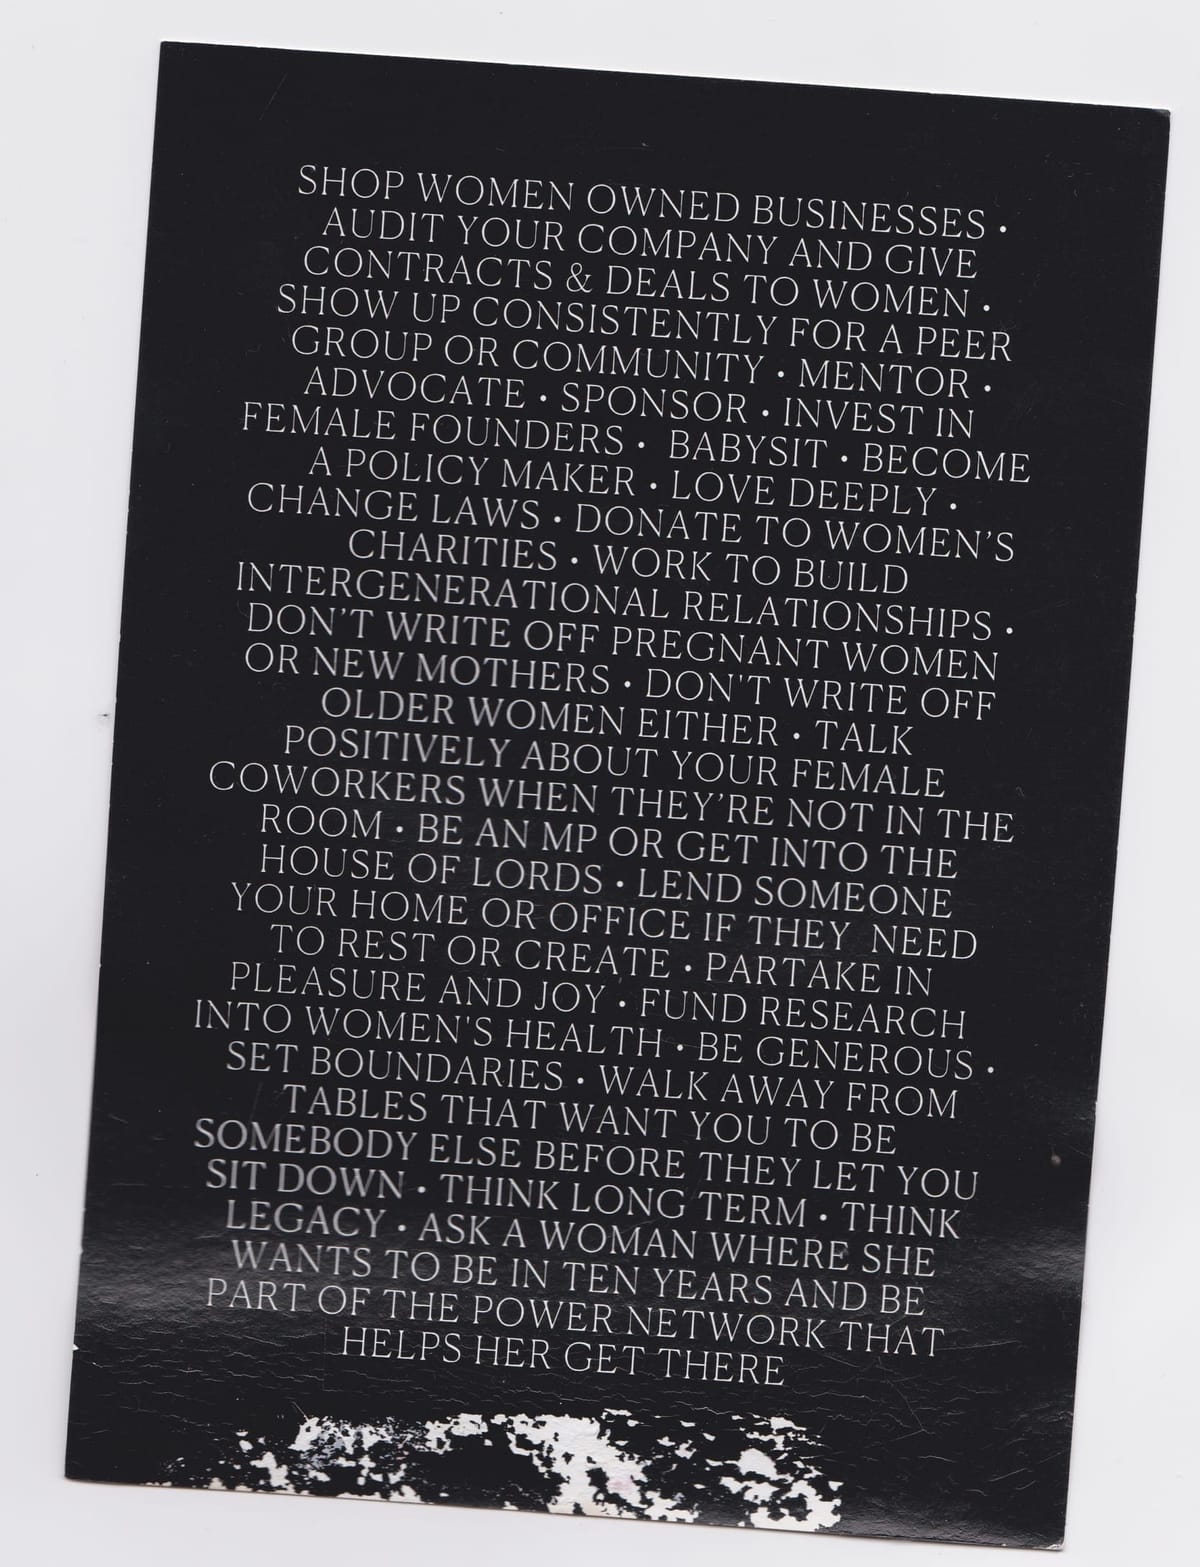 SHOP WOMEN OWNED BUSINESSES •
AUDIT YOUR COMPANY AND GIVE
CONTRACTS & DEALS TO WOMEN •
SHOW UP CONSISTENTLY FOR A PEER
GROUP OR COMMUNITY • MENTOR •
ADVOCATE • SPONSOR • INVEST IN
FEMALE FOUNDERS • BABYSIT • BECOME
A POLICY MAKER • LOVE DEEPLY •
CHANGE LAWS • DONATE TO WOMEN’S
CHARITIES • WORK TO BUILD
INTERGENERATIONAL RELATIONSHIPS •
DON’T WRITE OFF PREGNANT WOMEN
OR NEW MOTHERS • DON'T WRITE OFF
OLDER WOMEN EITHER • TALK
POSITIVELY ABOUT YOUR FEMALE
COWORKERS WHEN THEY’RE NOT IN THE
ROOM • BE AN MP OR GET INTO THE
HOUSE OF LORDS • LEND SOMEONE
YOUR HOME OR OFFICE IF THEY NEED
TO REST OR CREATE • PARTAKE IN
PLEASURE AND JOY • FUND RESEARCH
INTO WOMEN'S HEALTH • BE GENEROUS •
SET BOUNDARIES • WALK AWAY FROM
TABLES THAT WANT YOU TO BE
SOMEBODY ELSE BEFORE THEY LET YOU
SIT DOWN • THINK LONG TERM • THINK
LEGACY • ASK A WOMAN WHERE SHE
WANTS TO BE IN TEN YEARS AND BE
PART OF THE POWER NETWORK THAT
HELPS HER GET THERE